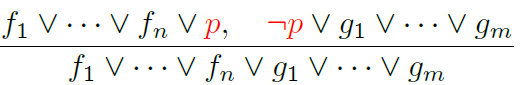 f₁ ∨ ⋯ ∨ fₙ ∨ p, ¬p ∨ g₁ ∨ ⋯ ∨ gₘ
f₁ ∨ ⋯ ∨ fₙ ∨ g₁ ∨ ⋯ ∨ gₘ